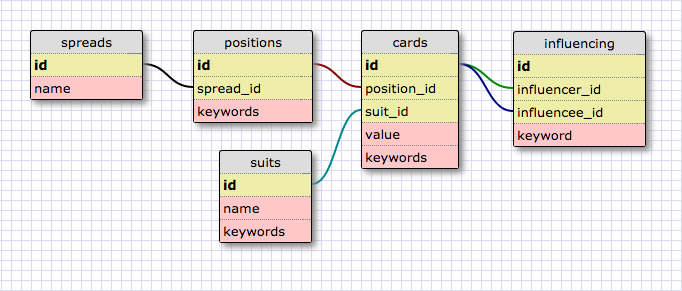 spreads
id
name
positions
id
spread_id
keywords
cards
id
position_id
suit_id
value
keywords
influencing
id
influencer_id
influencee_id
keyword
suits
id
name
keywords